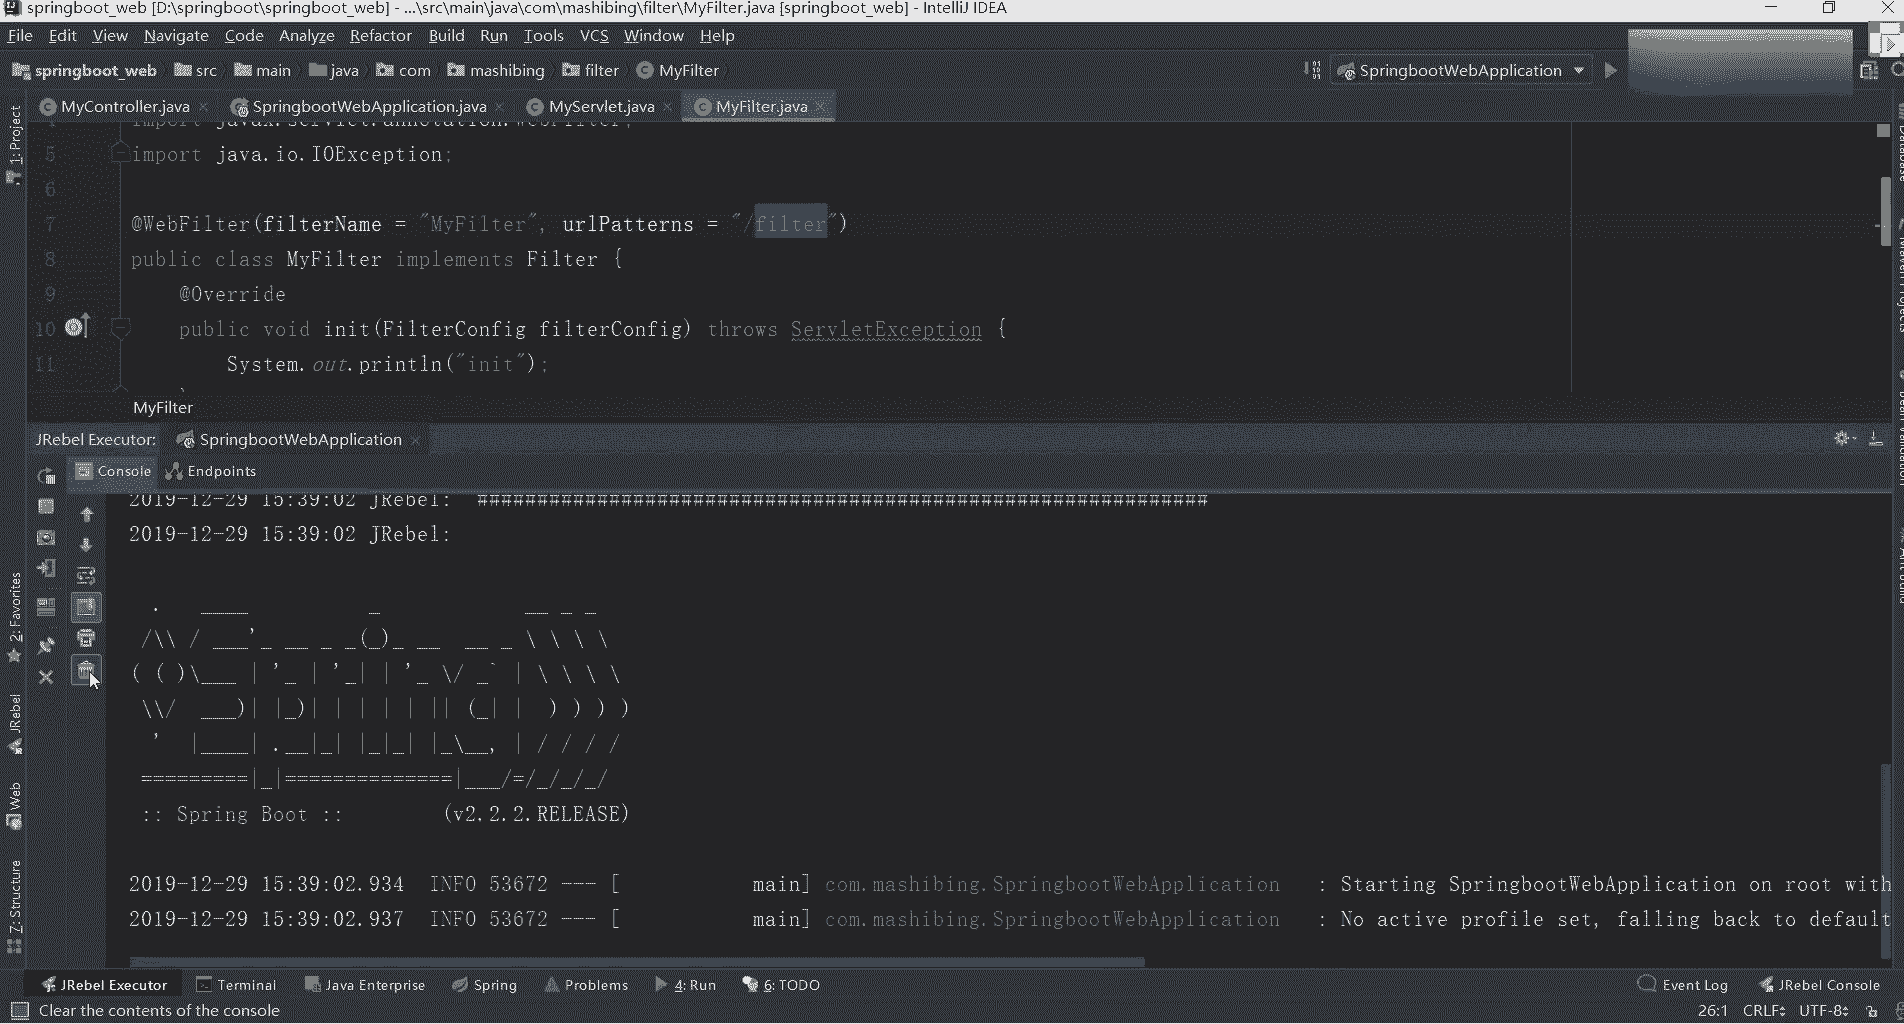 springboot_web [D:\springboot\springboot_web] - ...\src\main\java\com\mashibing\filter\MyFilter.java [springboot_web] - IntelliJ IDEA
File Edit View Navigate Code Analyze Refactor Build Run Tools VCS Window Help
springboot_web src main java com mashibing filter MyFilter SpringbootWebApplication
MyController.java SpringbootWebApplication.java MyServlet.java MyFilter.java
1: Project
import javax.servlet.annotation.WebFilter;
5 import java.io.IOException;
6
7 @WebFilter(filterName = "MyFilter", urlPatterns = "/filter")
8 public class MyFilter implements Filter {
9 @Override
10 public void init(FilterConfig filterConfig) throws ServletException {
11 System.out.println("init");
MyFilter
JRebel Executor: SpringbootWebApplication
Console Endpoints
2019-12-29 15:39:02 JRebel: #############################################################
2019-12-29 15:39:02 JRebel:
  .   ____          _            __ _ _
 /\\ / ___'_ __ _ _(_)_ __  __ _ \ \ \ \
( ( )\___ | '_ | '_| | '_ \/ _` | \ \ \ \
 \\/  ___)| |_)| | | | | || (_| |  ) ) ) )
  '  |____| .__|_| |_|_| |_\__, | / / / /
 =========|_|==============|___/=/_/_/_/
 :: Spring Boot ::        (v2.2.2.RELEASE)
2019-12-29 15:39:02.934 INFO 53672 --- [ main] com.mashibing.SpringbootWebApplication : Starting SpringbootWebApplication on root with
2019-12-29 15:39:02.937 INFO 53672 --- [ main] com.mashibing.SpringbootWebApplication : No active profile set, falling back to default
2: Favorites
JRebel
Web
Z: Structure
JRebel Executor Terminal Java Enterprise Spring Problems 4: Run 6: TODO Event Log JRebel Console
Clear the contents of the console 26:1 CRLF UTF-8